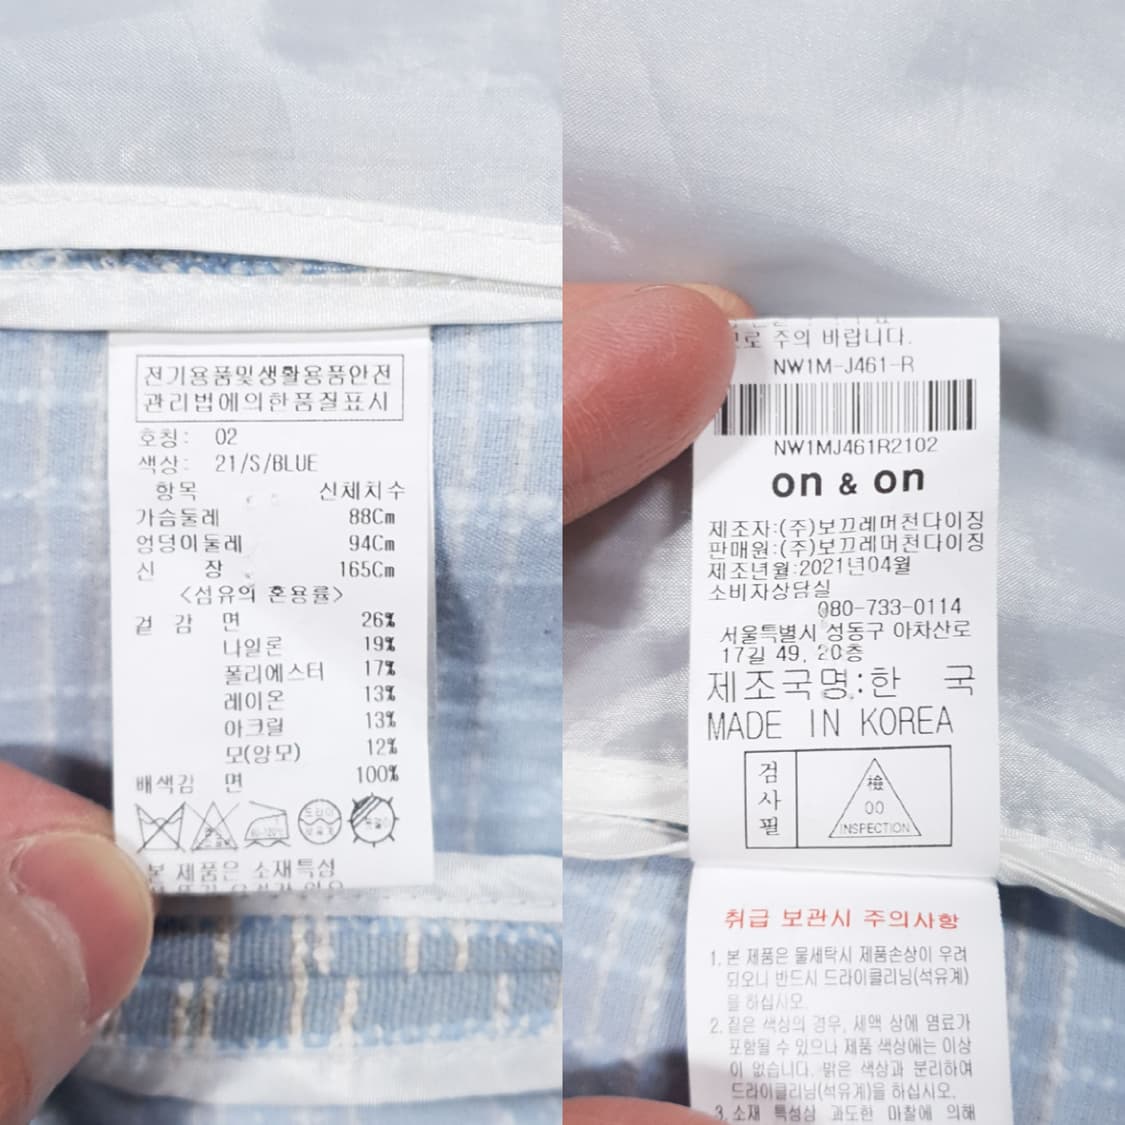 전기용품및생활용품안전
관리법에의한품질표시
호칭: 02
색상: 21/S/BLUE
항목 신체치수
가슴둘레 88Cm
엉덩이둘레 94Cm
신 장 165Cm
<섬유의 혼용률>
겉 감 면 26%
나일론 19%
폴리에스터 17%
레이온 13%
아크릴 13%
모(양모) 12%
배색감 면 100%
본 제품은 소재특성
므로 주의 바랍니다.
NW1M-J461-R
NW1MJ461R2102
on & on
제조자:(주)보끄레머천다이징
판매원:(주)보끄레머천다이징
제조년월:2021년04월
소비자상담실
080-733-0114
서울특별시 성동구 아차산로
17길 49, 20층
제조국명:한 국
MADE IN KOREA
검사필
檢
00
INSPECTION
취급 보관시 주의사항
1. 본 제품은 물세탁시 제품손상이 우려
되오니 반드시 드라이클리닝(석유계)
을 하십시오.
2. 짙은 색상의 경우, 세액 상에 염료가
포함될 수 있으나 제품 색상에는 이상
이 없습니다. 밝은 색상과 분리하여
드라이클리닝(석유계)을 하십시오.
3. 소재 특성상 과도한 마찰에 의해